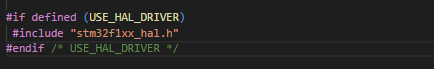 #if defined (USE_HAL_DRIVER)
 #include "stm32f1xx_hal.h"
#endif /* USE_HAL_DRIVER */